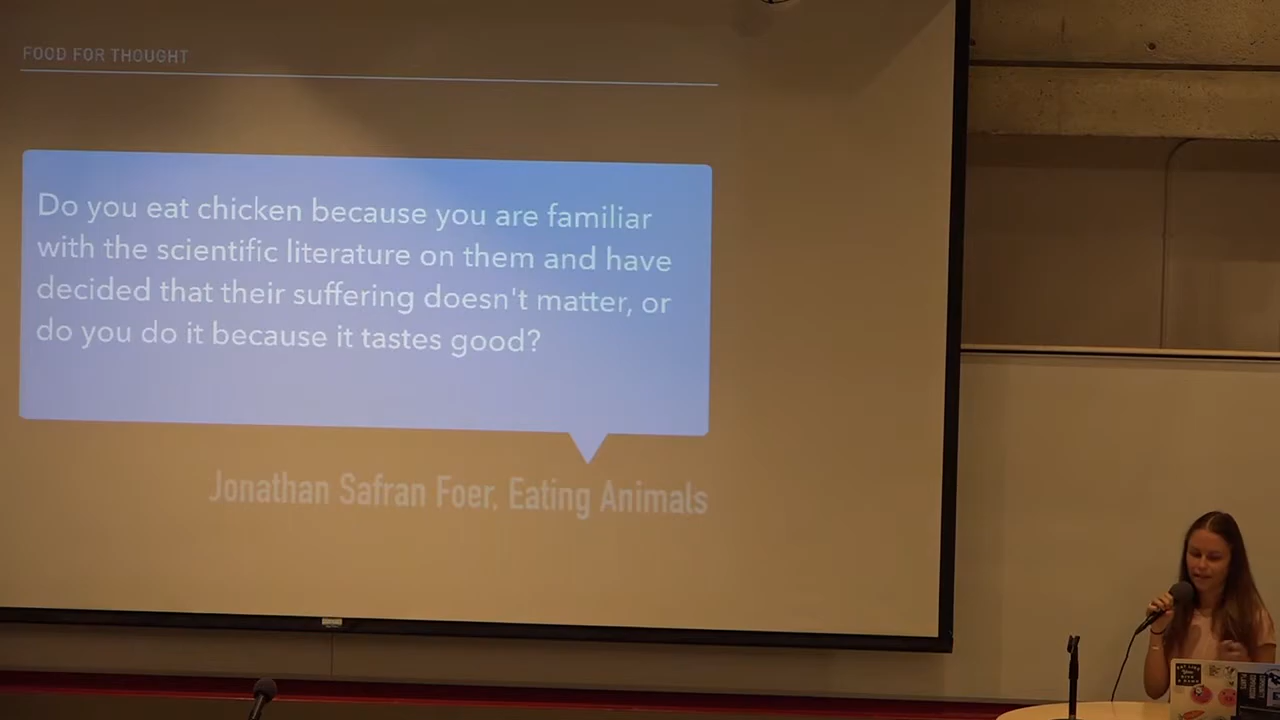 FOOD FOR THOUGHT
Do you eat chicken because you are familiar
with the scientific literature on them and have
decided that their suffering doesn't matter, or
do you do it because it tastes good?
Jonathan Safran Foer, Eating Animals